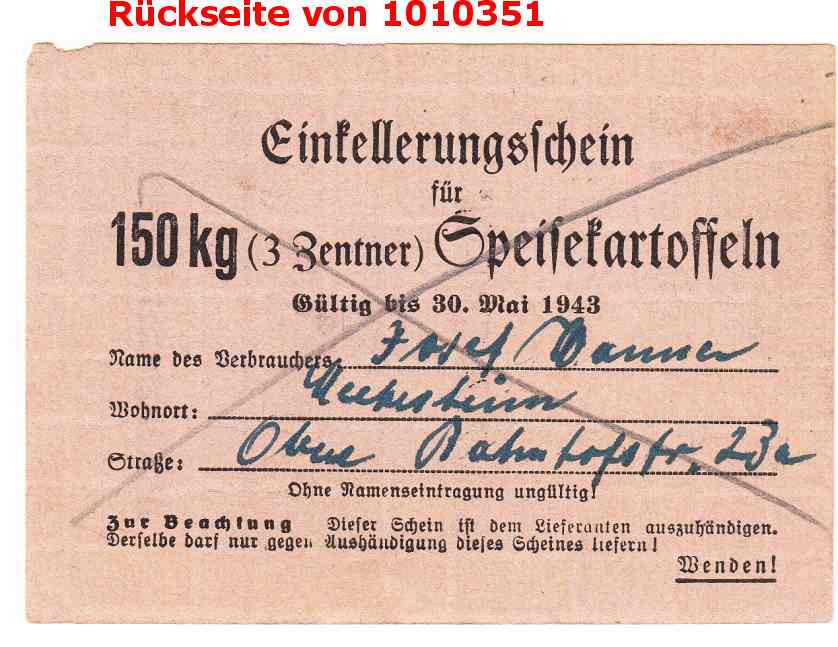 Rückseite von 1010351
Einkellerungsschein
für
150 kg (3 Zentner) Speisekartoffeln
Gültig bis 30. Mai 1943
Name des Verbrauchers: Josef Wanner
Wohnort: Meckesheim
Straße: Obere Bahnhofstr. 23a
Ohne Namenseintragung ungültig!
Zur Beachtung Dieser Schein ist dem Lieferanten auszuhändigen.
Derselbe darf nur gegen Aushändigung dieses Scheines liefern!
Wenden!